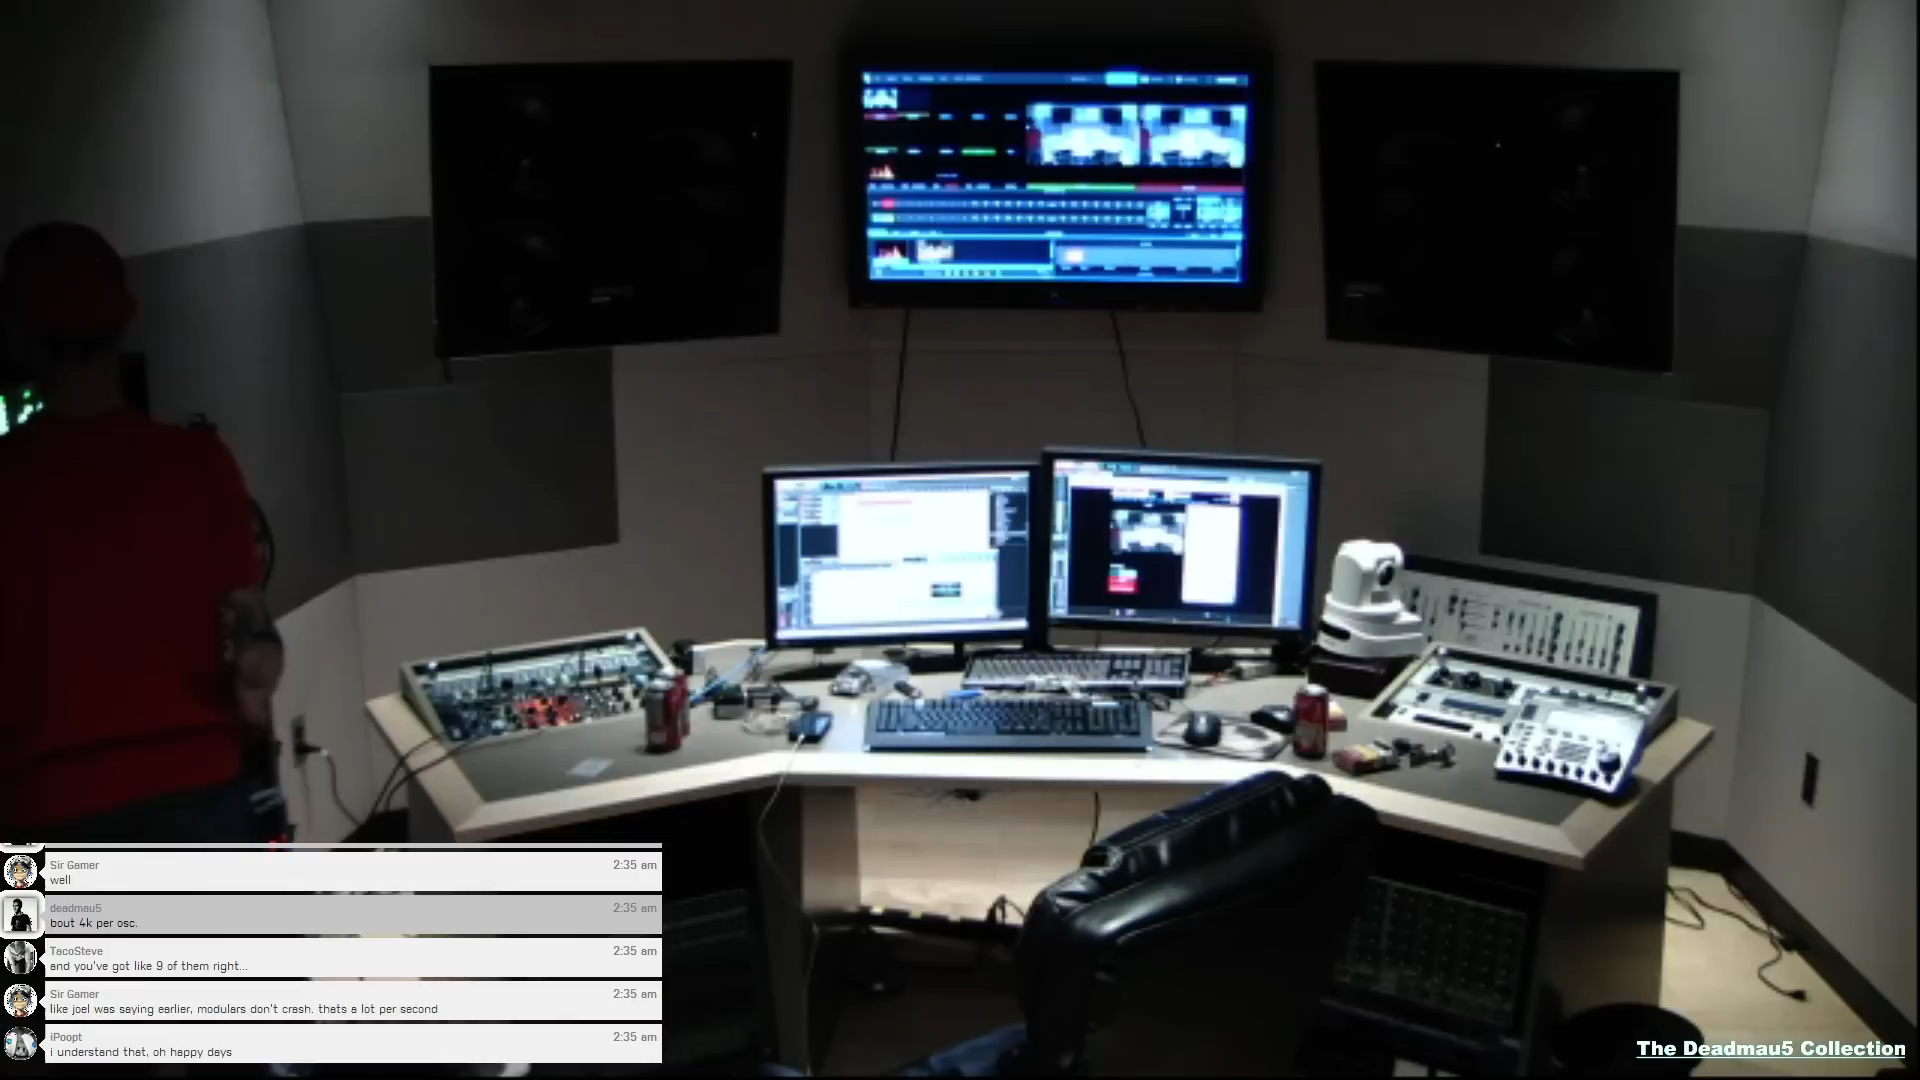 Sir Gamer 2:35 am
well
deadmau5 2:35 am
bout 4k per osc.
TacoSteve 2:35 am
and you've got like 9 of them right...
Sir Gamer 2:35 am
like joel was saying earlier, modulars don't crash. thats a lot per second
iPoopt 2:35 am
i understand that, oh happy days
The Deadmau5 Collection